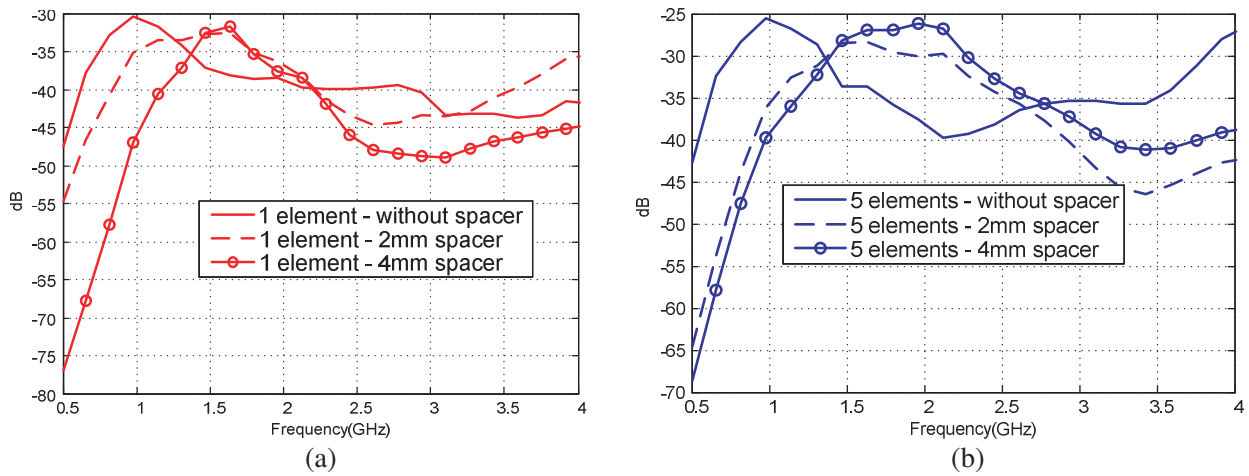 -30
-35
-40
-45
-50
-55
-60
-65
-70
-75
-80
dB
0.5 1 1.5 2 2.5 3 3.5 4
Frequency(GHz)
1 element - without spacer
1 element - 2mm spacer
1 element - 4mm spacer
(a)
-25
-30
-35
-40
-45
-50
-55
-60
-65
-70
dB
0.5 1 1.5 2 2.5 3 3.5 4
Frequency(GHz)
5 elements - without spacer
5 elements - 2mm spacer
5 elements - 4mm spacer
(b)